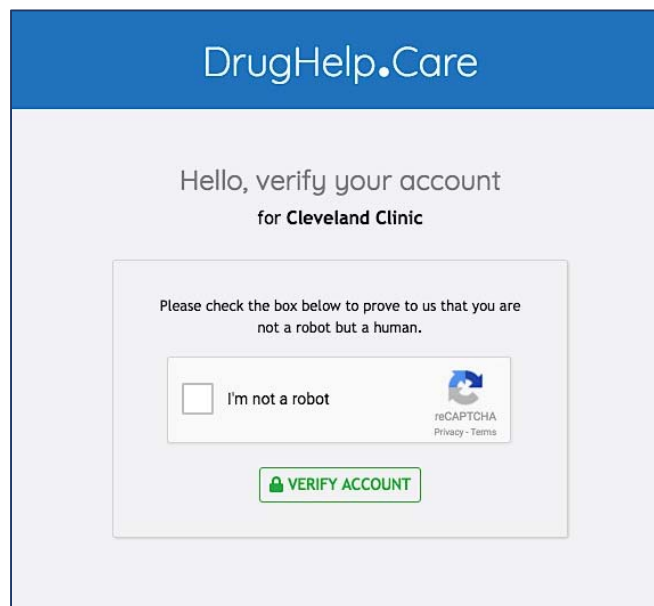 DrugHelp.Care
Hello, verify your account
for Cleveland Clinic
Please check the box below to prove to us that you are
not a robot but a human.
I'm not a robot
reCAPTCHA
Privacy - Terms
VERIFY ACCOUNT